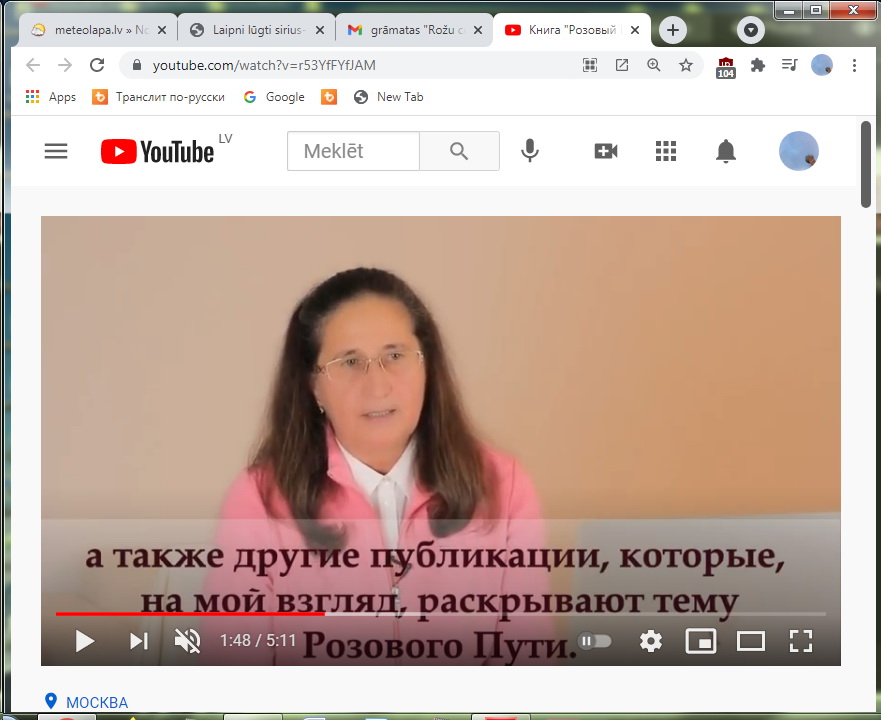 meteolapa.lv » No
Laipni lūgti sirius-
grāmatas "Rožu c
Книга "Розовый
youtube.com/watch?v=r53YfFYfJAM
104
Apps
Транслит по-русски
Google
New Tab
YouTube LV
Meklēt
а также другие публикации, которые,
на мой взгляд, раскрывают тему
Розового Пути.
1:48 / 5:11
МОСКВА